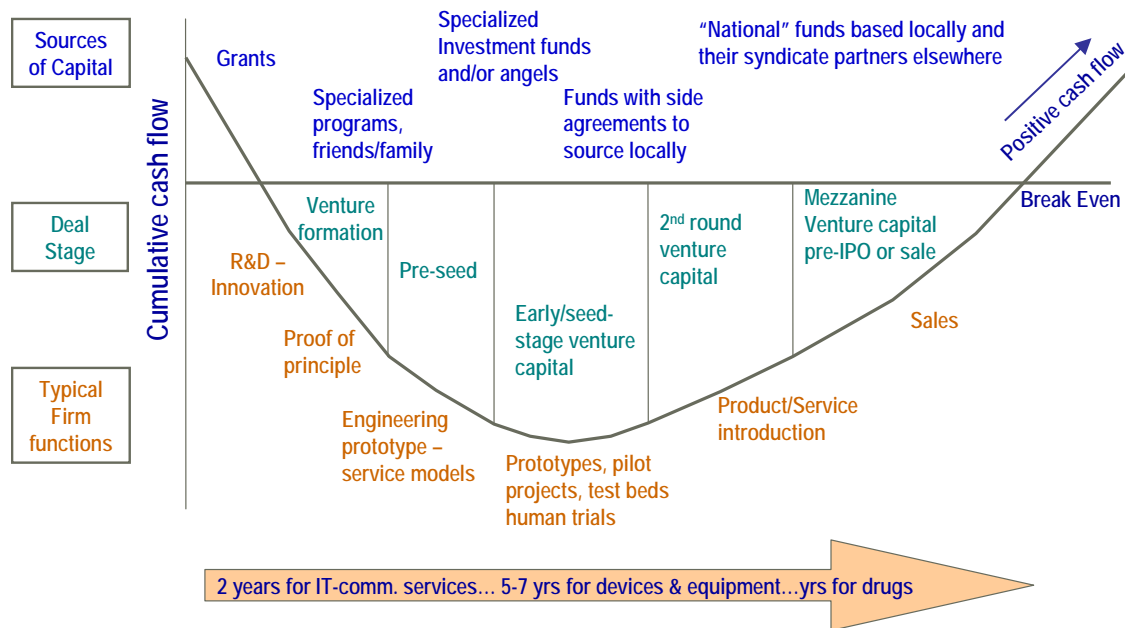 Sources
of Capital
Grants
Specialized
programs,
friends/family
Specialized
Investment funds
and/or angels
Funds with side
agreements to
source locally
“National” funds based locally and
their syndicate partners elsewhere
Positive cash flow
Cumulative cash flow
Break Even
Deal
Stage
Venture
formation
Pre-seed
Early/seed-
stage venture
capital
2nd round
venture
capital
Mezzanine
Venture capital
pre-IPO or sale
Typical
Firm
functions
R&D –
Innovation
Proof of
principle
Engineering
prototype –
service models
Prototypes, pilot
projects, test beds
human trials
Product/Service
introduction
Sales
2 years for IT-comm. services... 5-7 yrs for devices & equipment...yrs for drugs